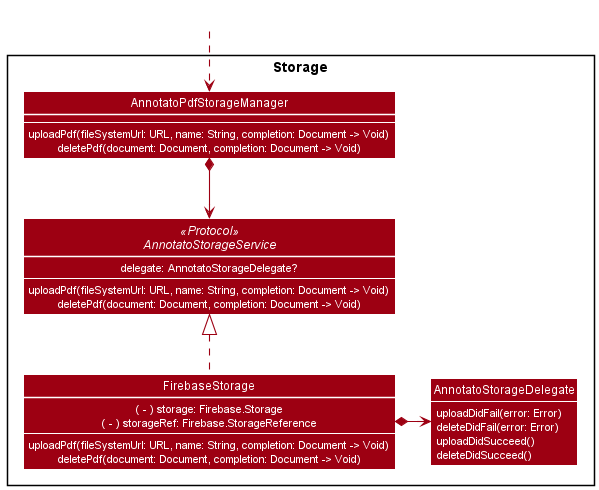 Storage
AnnotatoPdfStorageManager
uploadPdf(fileSystemUrl: URL, name: String, completion: Document -> Void)
deletePdf(document: Document, completion: Document -> Void)
«Protocol»
AnnotatoStorageService
delegate: AnnotatoStorageDelegate?
uploadPdf(fileSystemUrl: URL, name: String, completion: Document -> Void)
deletePdf(document: Document, completion: Document -> Void)
FirebaseStorage
( - ) storage: Firebase.Storage
( - ) storageRef: Firebase.StorageReference
uploadPdf(fileSystemUrl: URL, name: String, completion: Document -> Void)
deletePdf(document: Document, completion: Document -> Void)
AnnotatoStorageDelegate
uploadDidFail(error: Error)
deleteDidFail(error: Error)
uploadDidSucceed()
deleteDidSucceed()